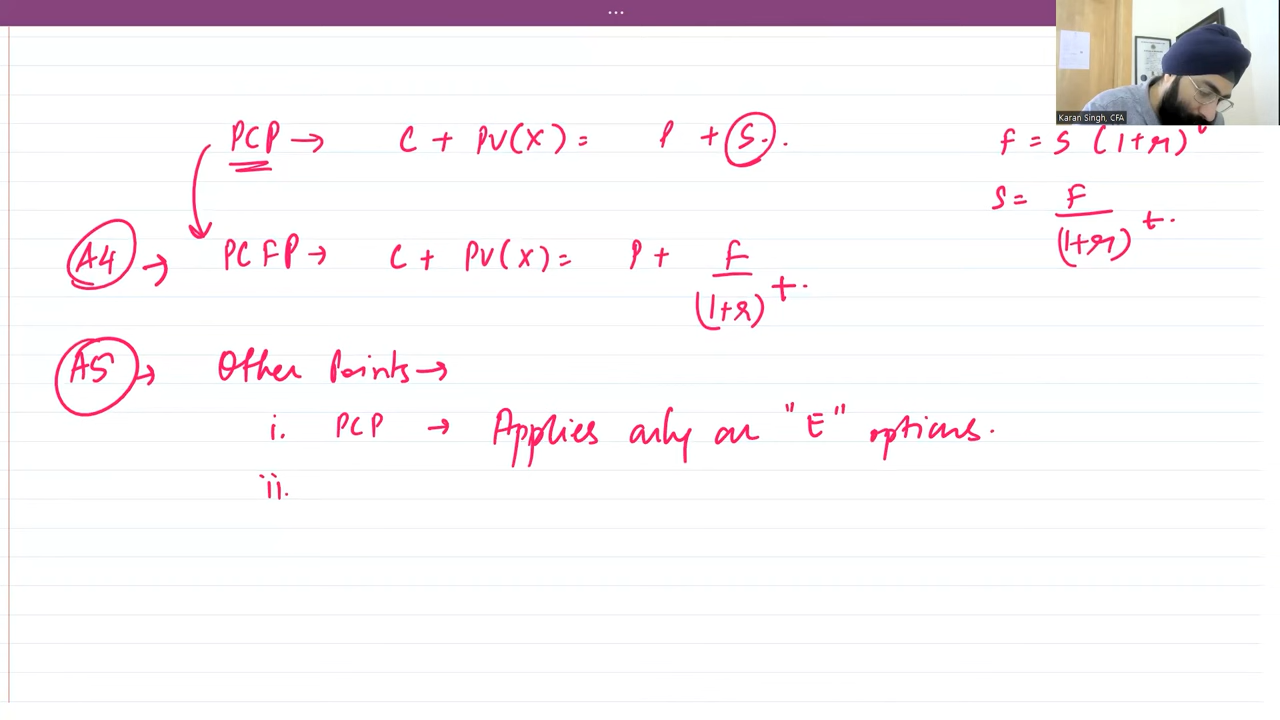 ...
Karan Singh, CFA
PCP → C + PV(X) = P + S.
F = S (1+r)^t
S = F / (1+r)^t.
A4 → PCFP → C + PV(X) = P + F / (1+r)^t.
A5 → Other Points →
i. PCP → Applies only on "E" options.
ii.